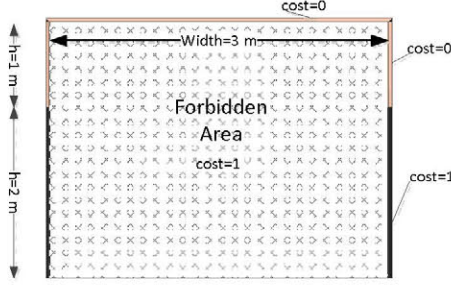 cost=0
Width=3 m
cost=0
h=1 m
Forbidden
Area
cost=1
cost=1
h=2 m